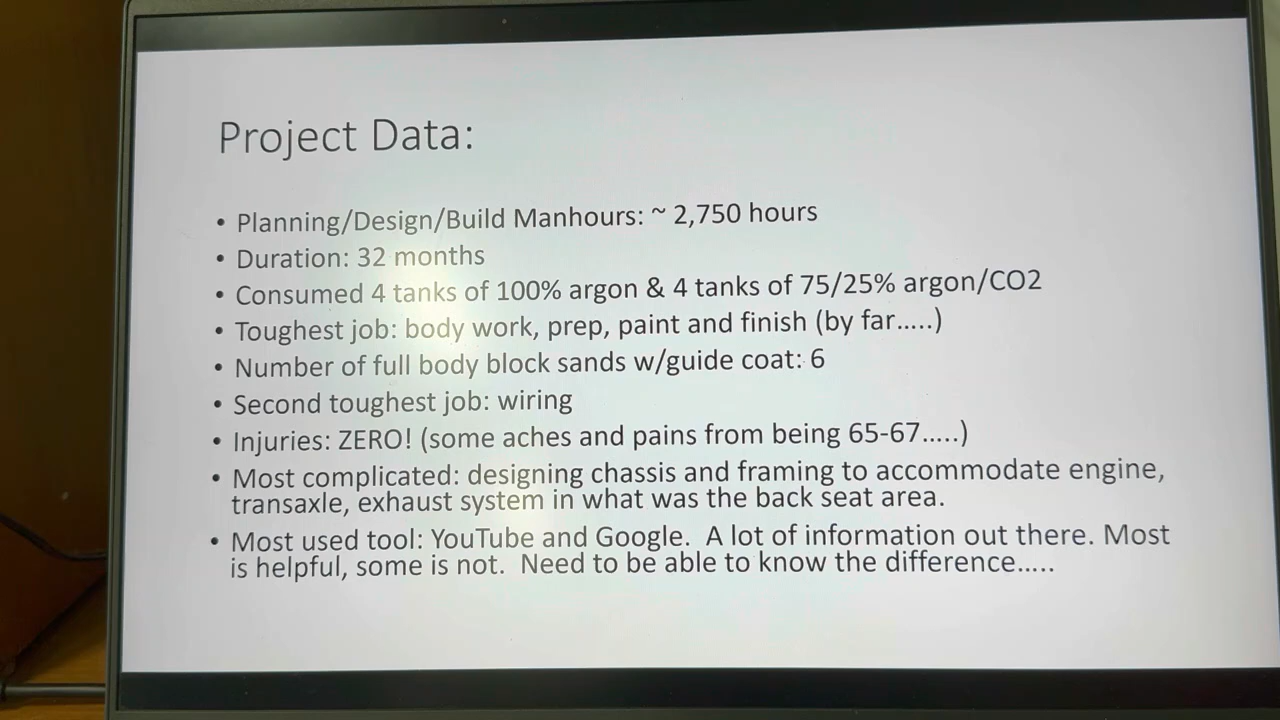 Project Data:
• Planning/Design/Build Manhours: ~ 2,750 hours
• Duration: 32 months
• Consumed 4 tanks of 100% argon & 4 tanks of 75/25% argon/CO2
• Toughest job: body work, prep, paint and finish (by far…..)
• Number of full body block sands w/guide coat: 6
• Second toughest job: wiring
• Injuries: ZERO! (some aches and pains from being 65-67…..)
• Most complicated: designing chassis and framing to accommodate engine,
transaxle, exhaust system in what was the back seat area.
• Most used tool: YouTube and Google.  A lot of information out there. Most
is helpful, some is not.  Need to be able to know the difference…..